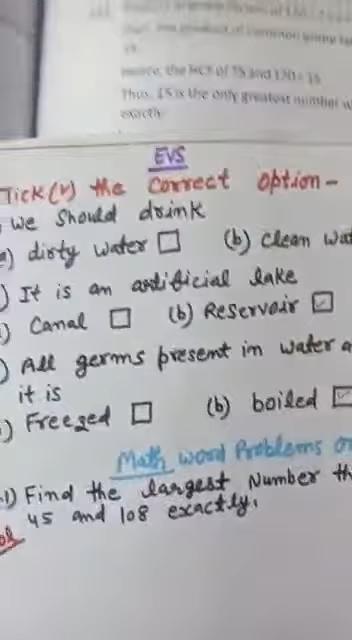 Hence, the HCF of 75 and 120 = 15
Thus, 15 is the only greatest number
exactly.
EVS
Tick (✓) the correct option -
we should drink
dirty water (b) clean
It is an artificial lake
Canal (b) Reservoir
All germs present in water
it is
Freezed (b) boiled
Math word Problems
1) Find the largest Number
45 and 108 exactly.